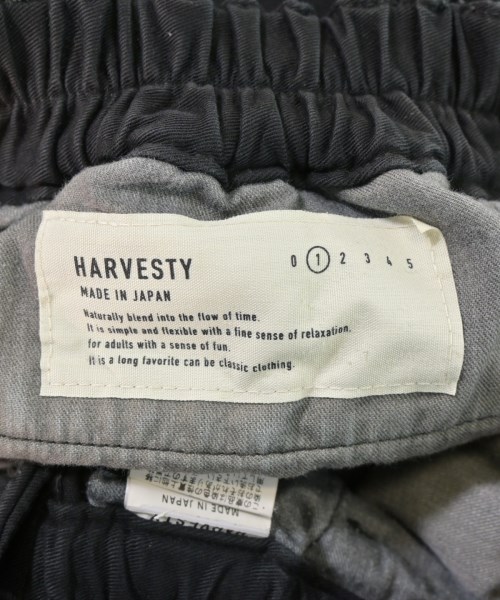 HARVESTY
0 1 2 3 4 5
MADE IN JAPAN
Naturally blend into the flow of time.
It is simple and flexible with a fine sense of relaxation.
for adults with a sense of fun.
It is a long favorite can be classic clothing.
MADE IN JAPAN